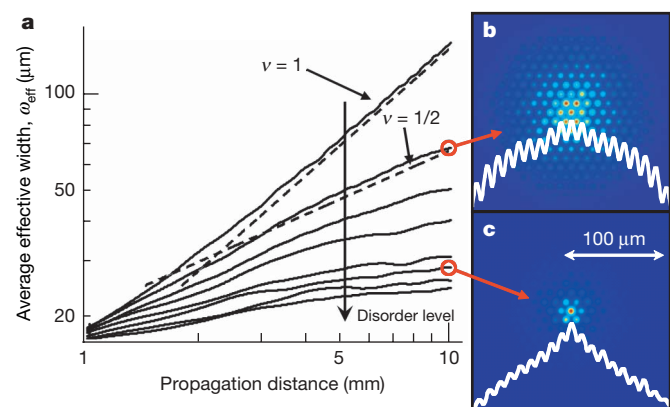 a
Average effective width, ω_eff (μm)
100
50
20
1
5
10
Propagation distance (mm)
ν = 1
ν = 1/2
Disorder level
b
c
100 μm